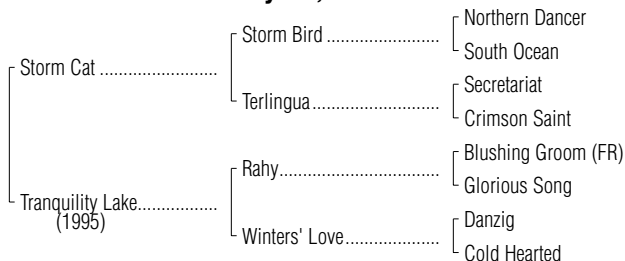 Northern Dancer
Storm Bird
South Ocean
Storm Cat
Secretariat
Terlingua
Crimson Saint
Blushing Groom (FR)
Rahy
Glorious Song
Tranquility Lake
(1995)
Danzig
Winters' Love
Cold Hearted